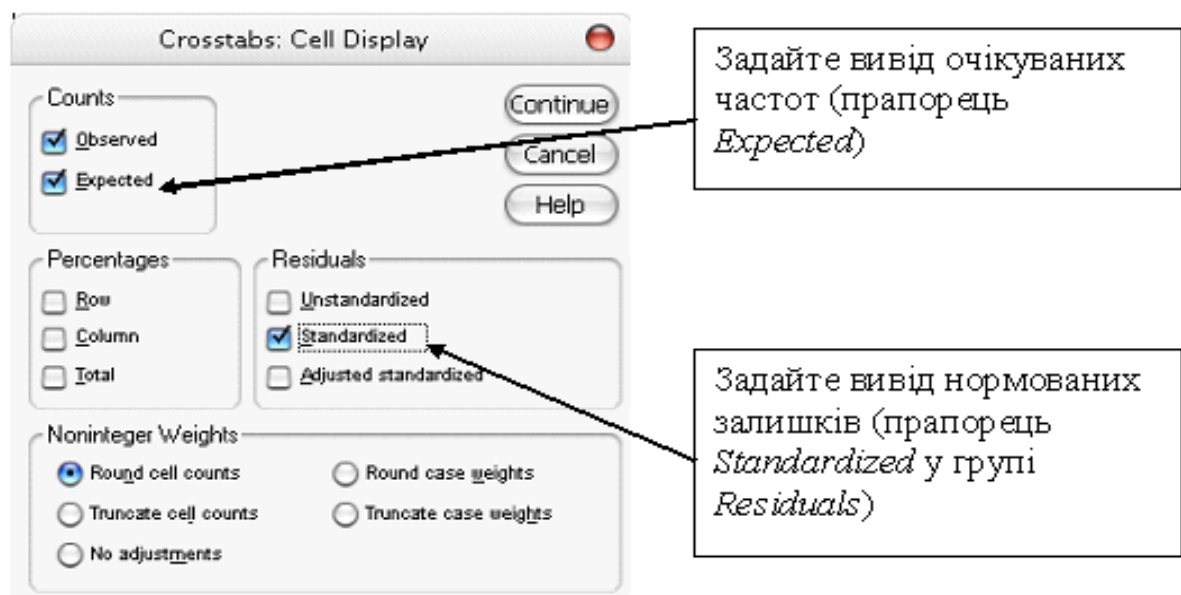 Crosstabs: Cell Display
Counts
Observed
Expected
Continue
Cancel
Help
Percentages
Row
Column
Total
Residuals
Unstandardized
Standardized
Adjusted standardized
Noninteger Weights
Round cell counts
Round case weights
Truncate cell counts
Truncate case weights
No adjustments
Задайте вивід очікуваних
частот (прапорець
Expected)
Задайте вивід нормованих
залишків (прапорець
Standardized у групі
Residuals)